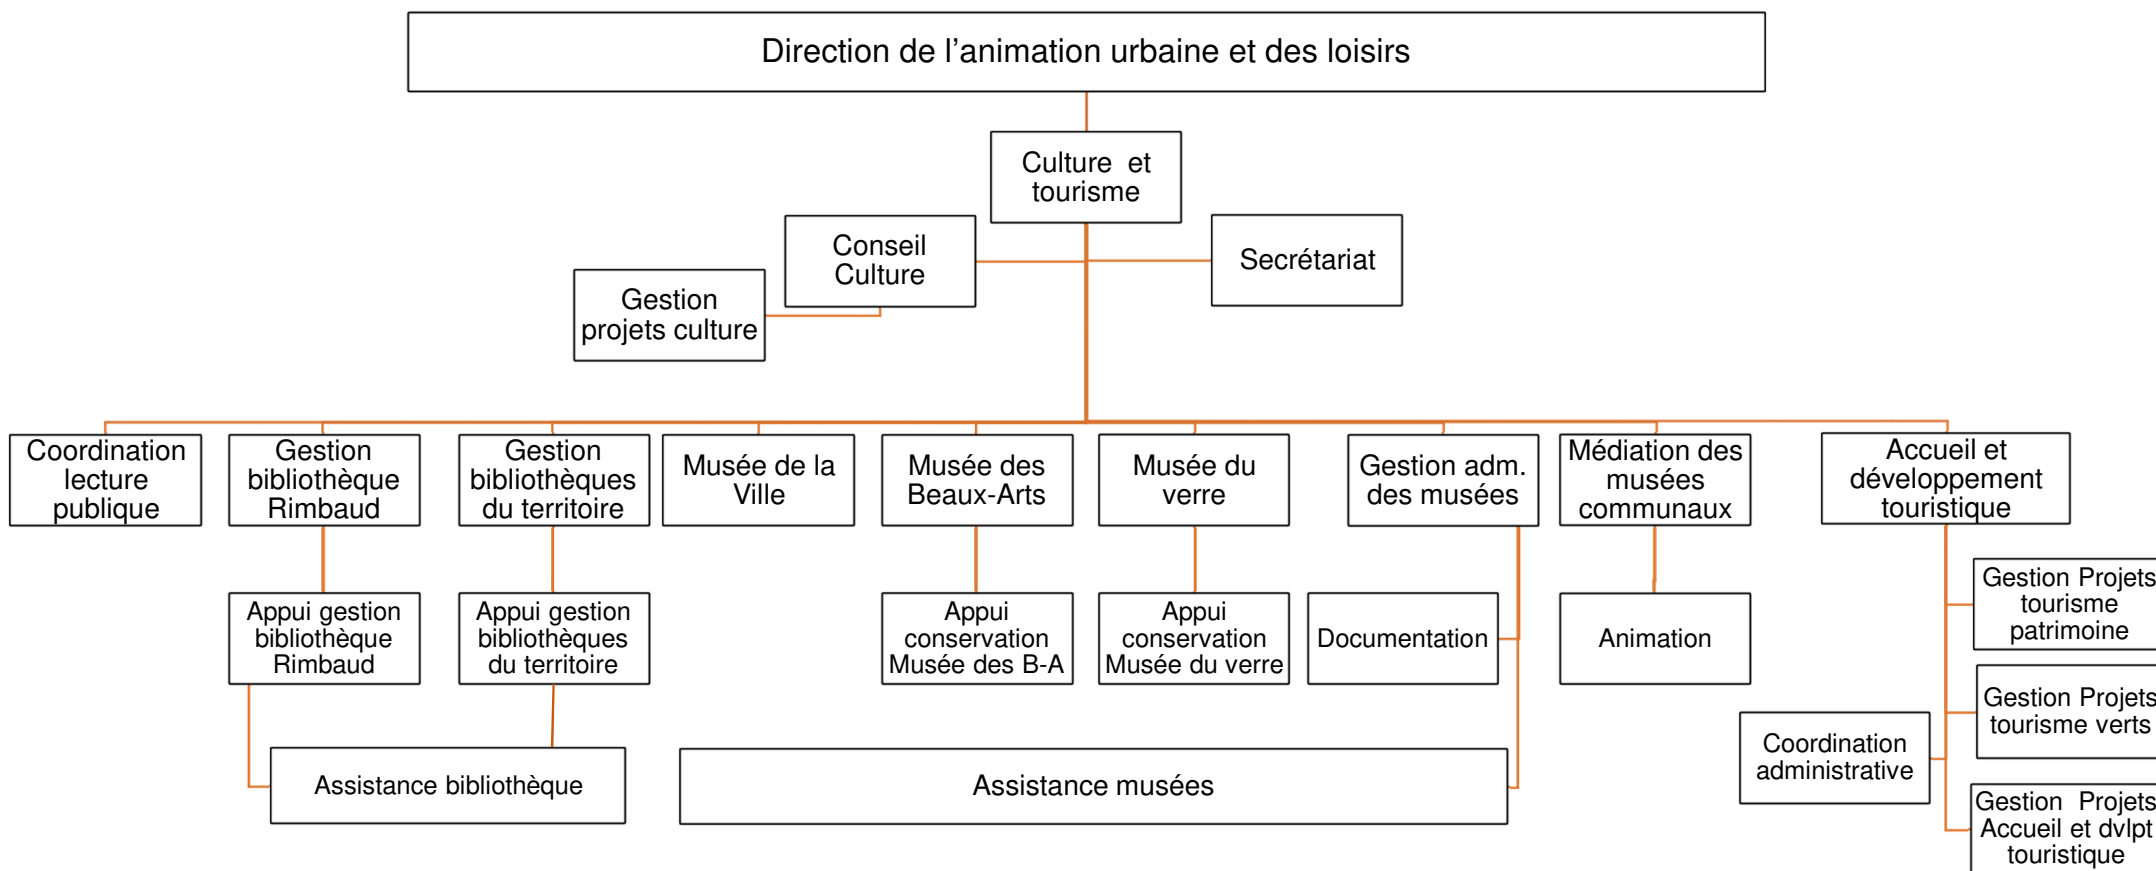 Direction de l’animation urbaine et des loisirs
Culture et
tourisme
Conseil
Culture
Secrétariat
Gestion
projets culture
Coordination
lecture
publique
Gestion
bibliothèque
Rimbaud
Gestion
bibliothèques
du territoire
Musée de la
Ville
Musée des
Beaux-Arts
Musée du
verre
Gestion adm.
des musées
Médiation des
musées
communaux
Accueil et
développement
touristique
Appui gestion
bibliothèque
Rimbaud
Appui gestion
bibliothèques
du territoire
Appui
conservation
Musée des B-A
Appui
conservation
Musée du verre
Documentation
Animation
Gestion Projets
tourisme
patrimoine
Gestion Projets
tourisme verts
Coordination
administrative
Assistance bibliothèque
Assistance musées
Gestion Projets
Accueil et dvlpt
touristique